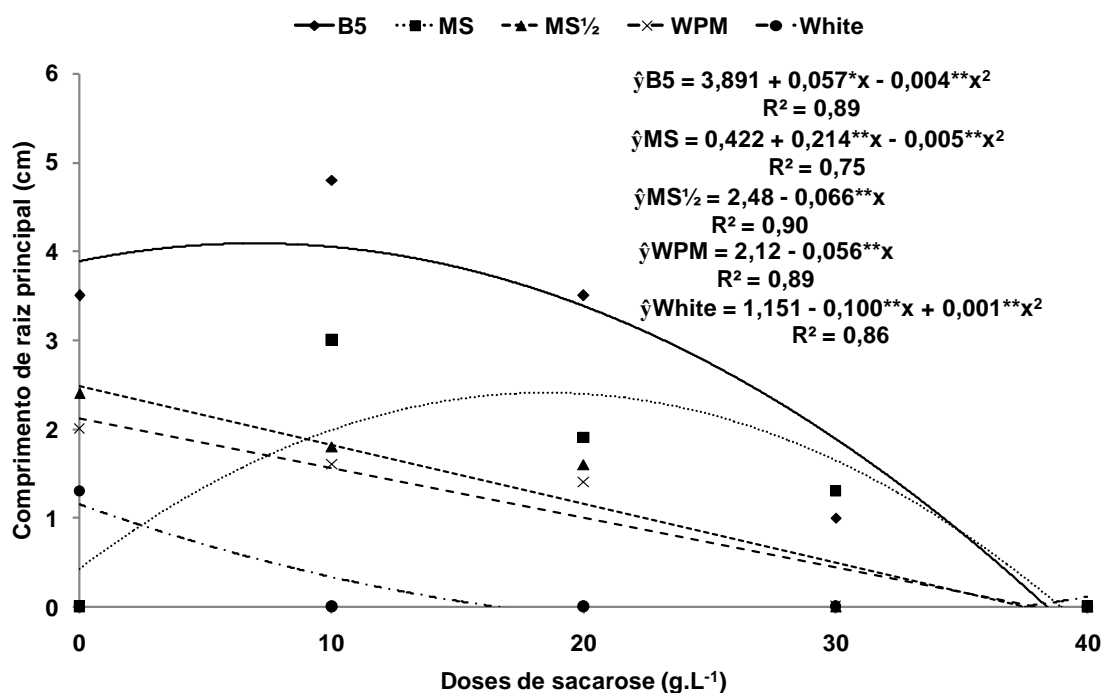 B5 MS MS½ WPM White
ŷB5 = 3,891 + 0,057*x - 0,004**x²
R² = 0,89
ŷMS = 0,422 + 0,214**x - 0,005**x²
R² = 0,75
ŷMS½ = 2,48 - 0,066**x
R² = 0,90
ŷWPM = 2,12 - 0,056**x
R² = 0,89
ŷWhite = 1,151 - 0,100**x + 0,001**x²
R² = 0,86
Comprimento de raiz principal (cm)
6
5
4
3
2
1
0
0 10 20 30 40
Doses de sacarose (g.L⁻¹)